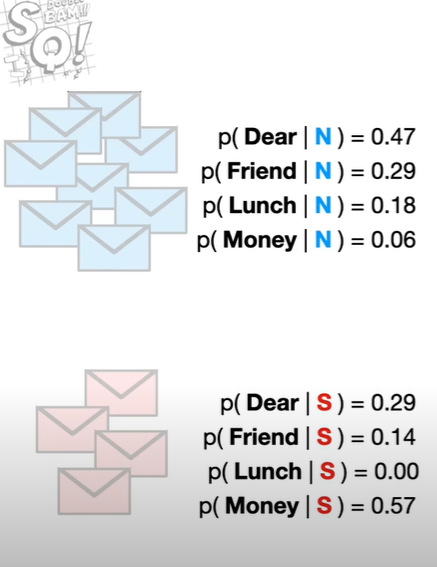 SQ!
DOUBLE
BAM!!!
p( Dear | N ) = 0.47
p( Friend | N ) = 0.29
p( Lunch | N ) = 0.18
p( Money | N ) = 0.06
p( Dear | S ) = 0.29
p( Friend | S ) = 0.14
p( Lunch | S ) = 0.00
p( Money | S ) = 0.57